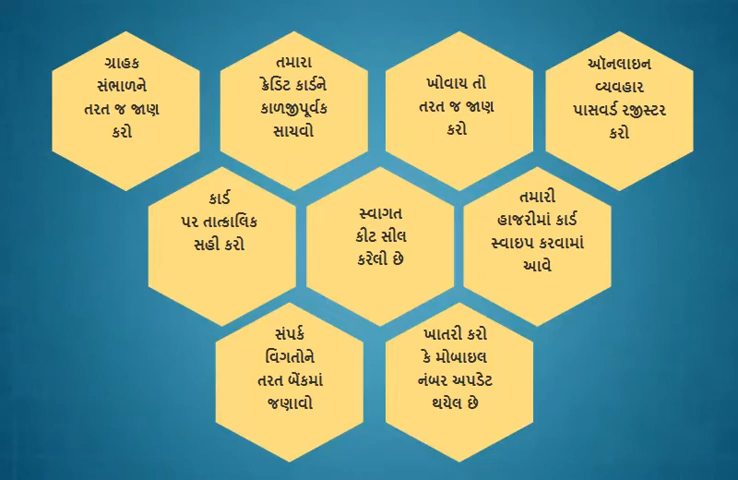 ગ્રાહક
સંભાળને
તરત જ જાણ
કરો
તમારા
ક્રેડિટ કાર્ડને
કાળજીપૂર્વક
સાચવો
ખોવાય તો
તરત જ જાણ
કરો
ઑનલાઇન
વ્યવહાર
પાસવર્ડ રજીસ્ટર
કરો
કાર્ડ
પર તાત્કાલિક
સહી કરો
સ્વાગત
કીટ સીલ
કરેલી છે
તમારી
હાજરીમાં કાર્ડ
સ્વાઇપ કરવામાં
આવે
સંપર્ક
વિગતોને
તરત બેંકમાં
જણાવો
ખાતરી કરો
કે મોબાઇલ
નંબર અપડેટ
થયેલ છે